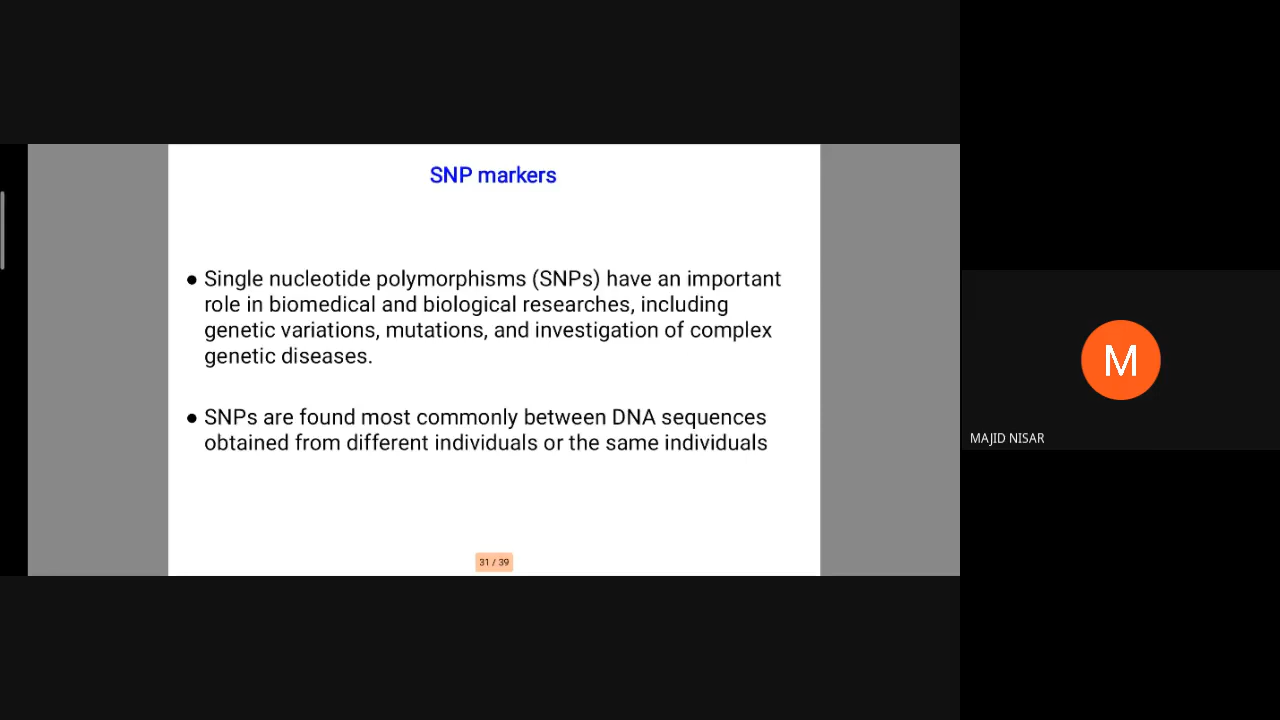 SNP markers
● Single nucleotide polymorphisms (SNPs) have an important
role in biomedical and biological researches, including
genetic variations, mutations, and investigation of complex
genetic diseases.
● SNPs are found most commonly between DNA sequences
obtained from different individuals or the same individuals
31 / 39
M
MAJID NISAR